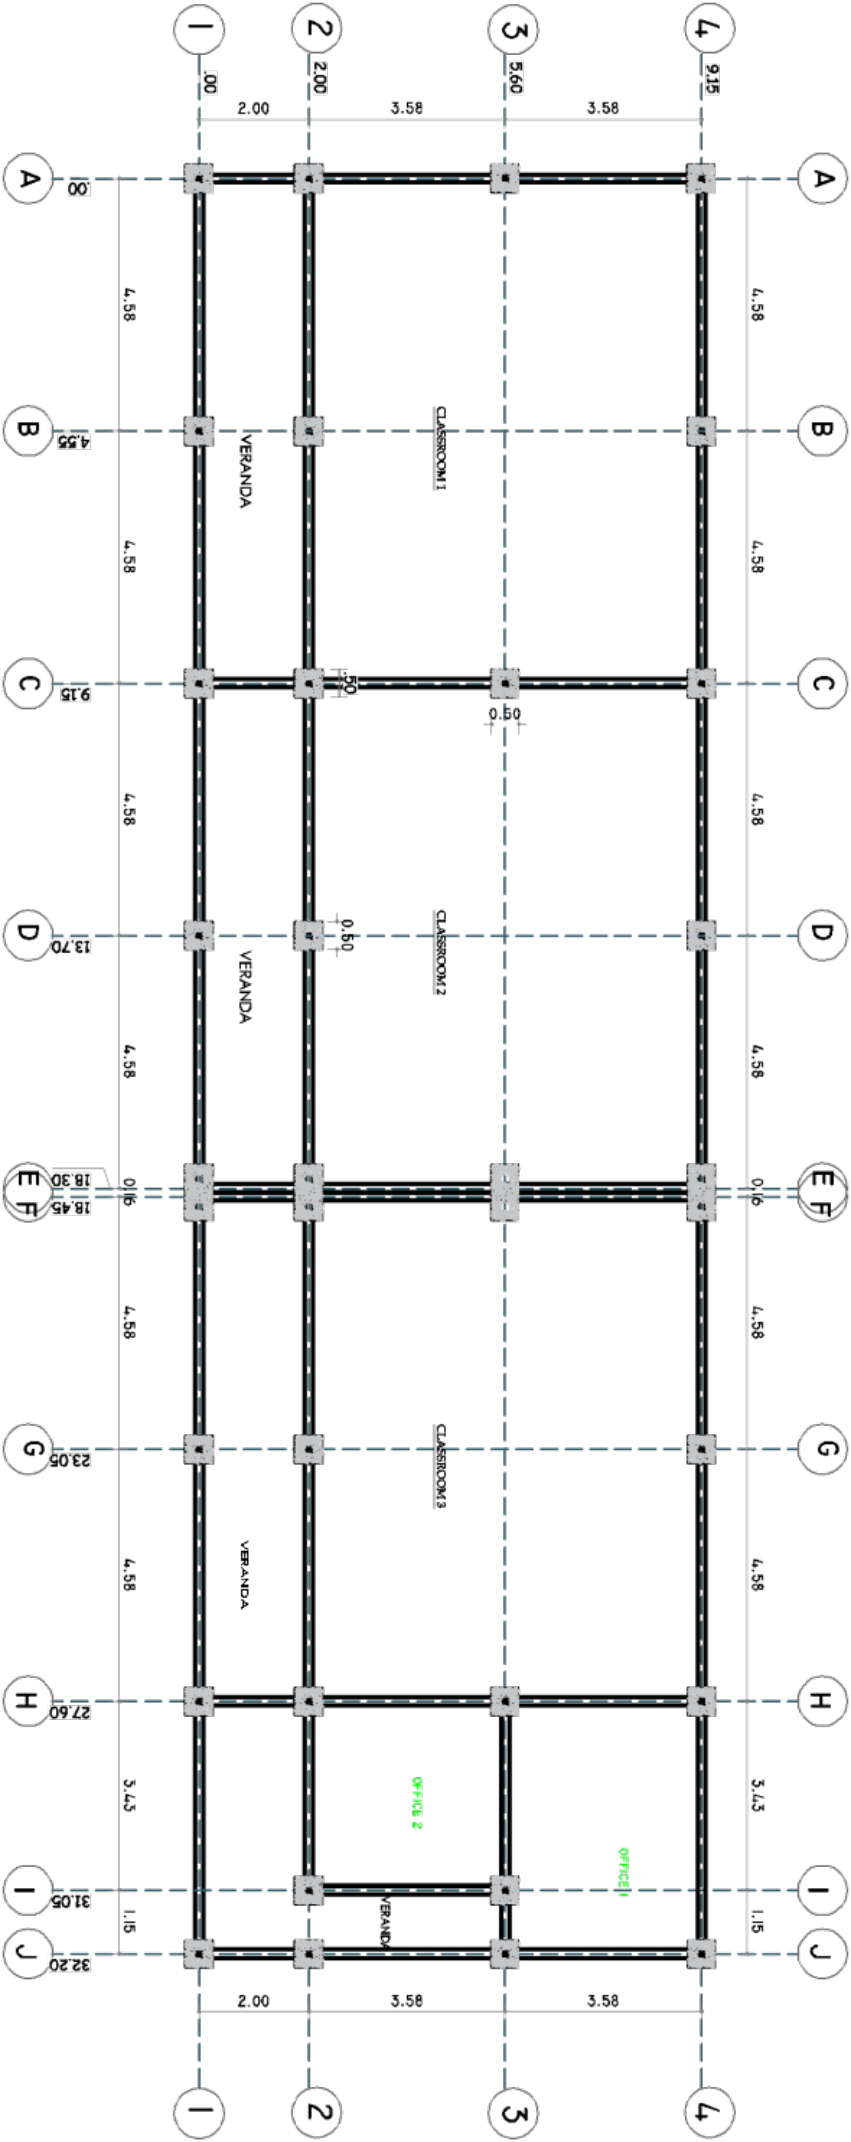 1 2 3 4
.00 2.00 5.60 9.15
2.00 3.58 3.58
A .00 A
4.58 4.58
B 4.55 B
CLASSROOM 1
VERANDA
4.58 4.58
C 9.15 C
.50
0.50
4.58 4.58
D 13.70 D
0.50
CLASSROOM 2
VERANDA
4.58 4.58
E 18.30 0.16 0.16 E
F 18.45 F
4.58 4.58
G 23.05 G
CLASSROOM 3
4.58 4.58
VERANDA
H 27.60 H
3.43 3.43
OFFICE 2
OFFICE 1
I 31.05 I
VERANDA
1.15 1.15
J 32.20 J
2.00 3.58 3.58
1 2 3 4